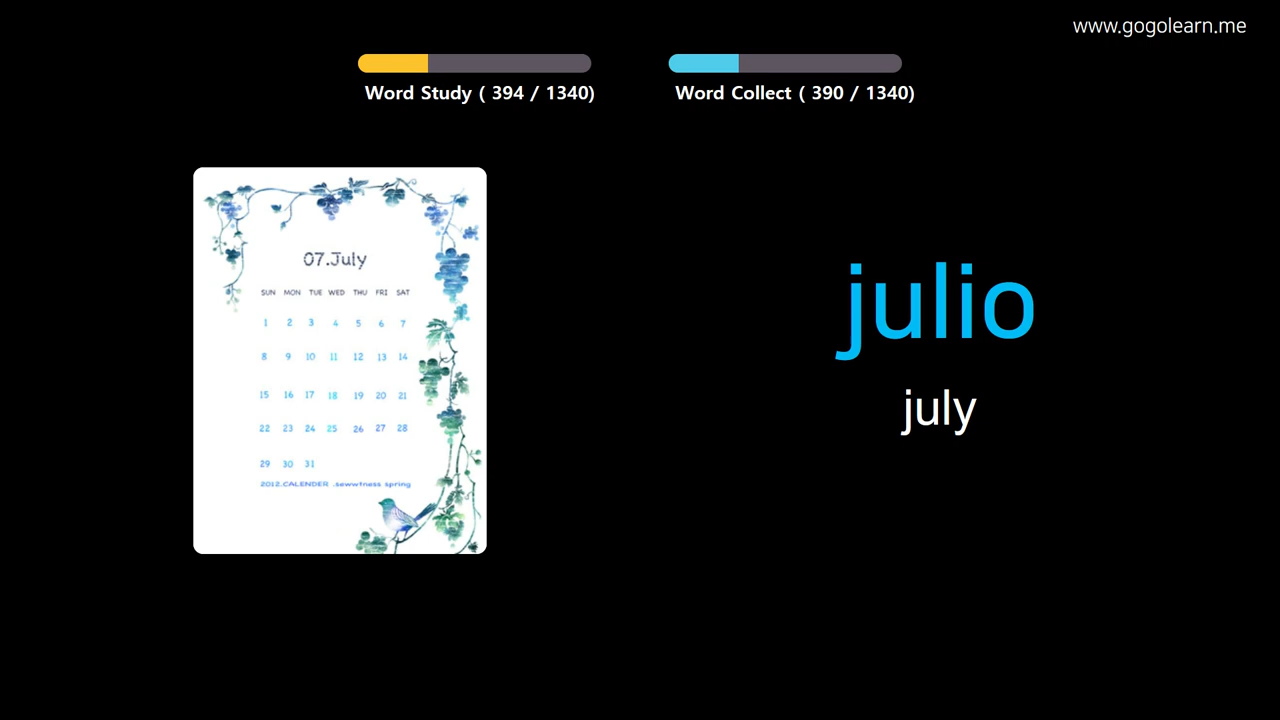 www.gogolearn.me
Word Study ( 394 / 1340)
Word Collect ( 390 / 1340)
07.July
SUN MON TUE WED THU FRI SAT
1 2 3 4 5 6 7
8 9 10 11 12 13 14
15 16 17 18 19 20 21
22 23 24 25 26 27 28
29 30 31
2012.CALENDER .sewwtness spring
julio
july